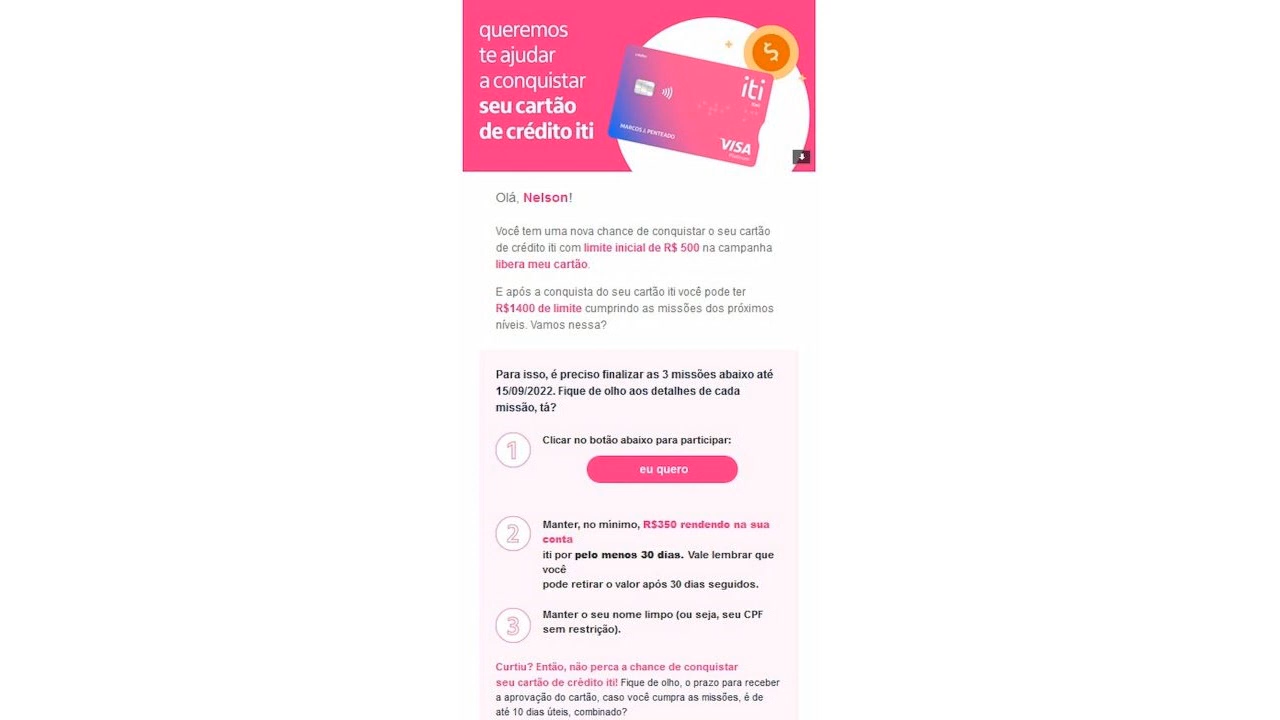 queremos
te ajudar
a conquistar
seu cartão
de crédito iti
iti
MARCOS J. PENTEADO
VISA
Platinum
Olá, Nelson!
Você tem uma nova chance de conquistar o seu cartão
de crédito iti com limite inicial de R$ 500 na campanha
libera meu cartão.
E após a conquista do seu cartão iti você pode ter
R$1400 de limite cumprindo as missões dos próximos
níveis. Vamos nessa?
Para isso, é preciso finalizar as 3 missões abaixo até
15/09/2022. Fique de olho aos detalhes de cada
missão, tá?
1
Clicar no botão abaixo para participar:
eu quero
2
Manter, no mínimo, R$350 rendendo na sua
conta
iti por pelo menos 30 dias. Vale lembrar que
você
pode retirar o valor após 30 dias seguidos.
3
Manter o seu nome limpo (ou seja, seu CPF
sem restrição).
Curtiu? Então, não perca a chance de conquistar
seu cartão de crédito iti! Fique de olho, o prazo para receber
a aprovação do cartão, caso você cumpra as missões, é de
até 10 dias úteis, combinado?